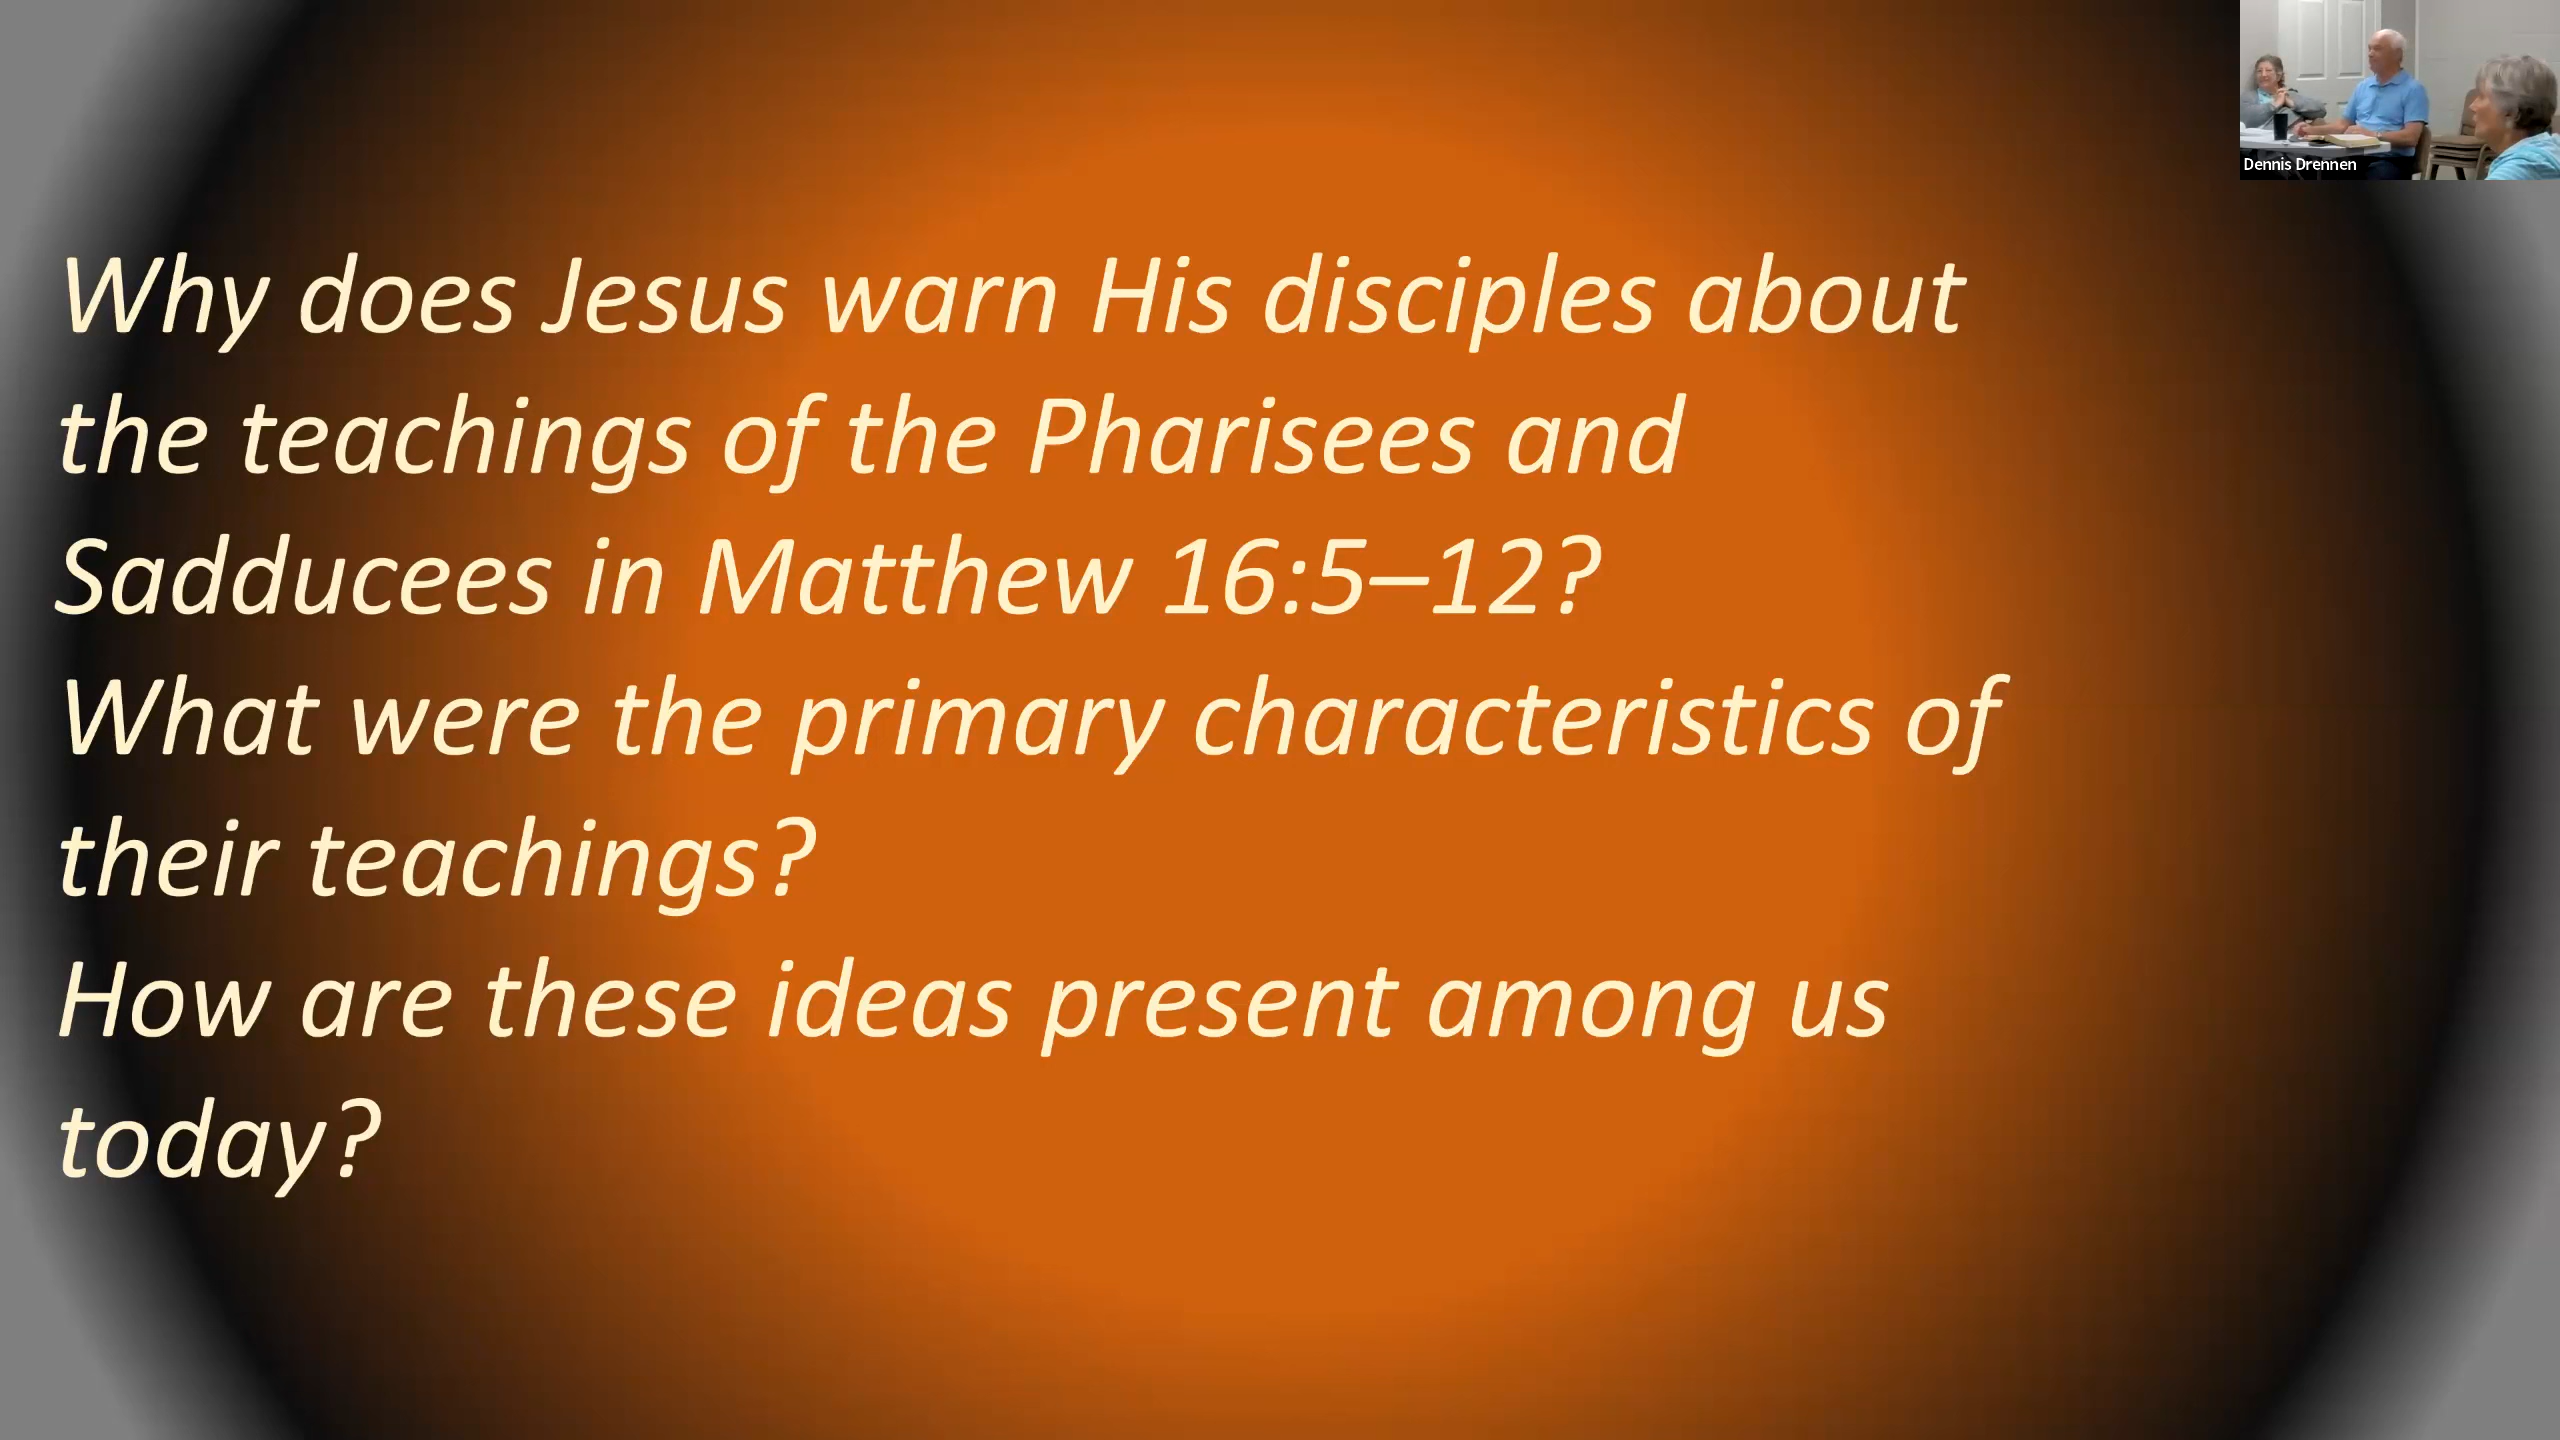 Dennis Drennen
Why does Jesus warn His disciples about
the teachings of the Pharisees and
Sadducees in Matthew 16:5–12?
What were the primary characteristics of
their teachings?
How are these ideas present among us
today?